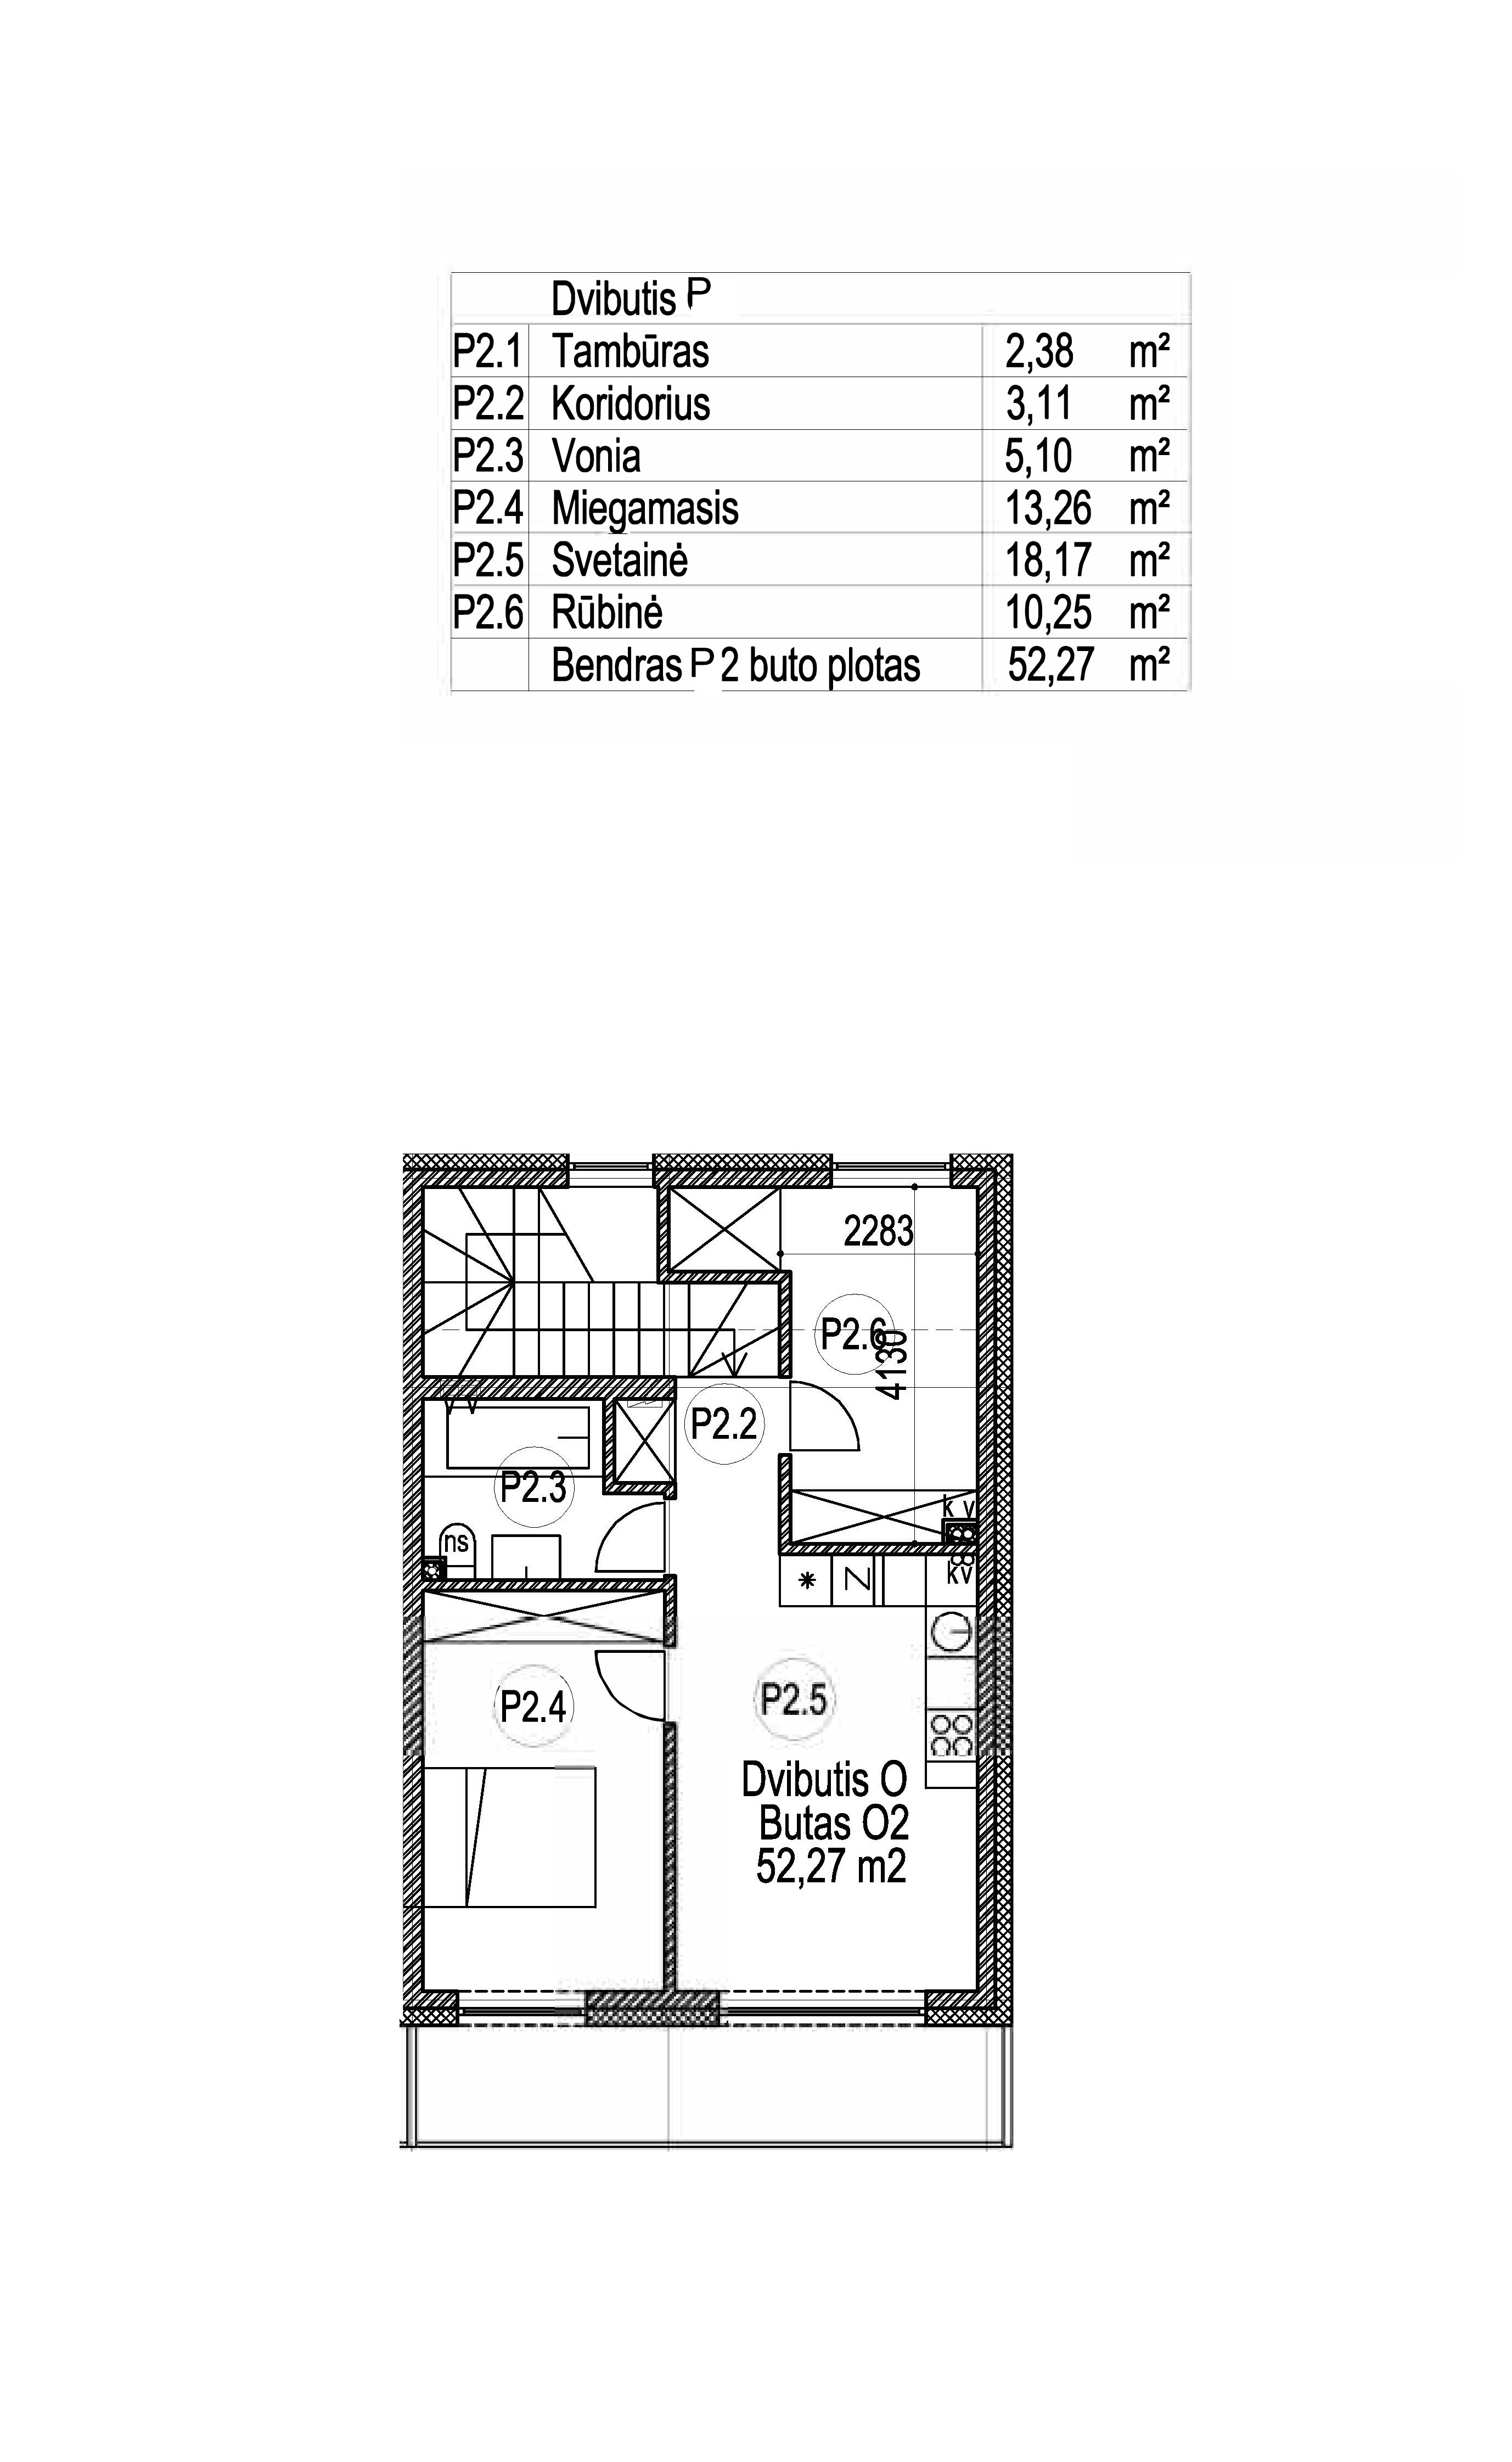 Dvibutis P
P2.1 Tambūras 2,38 m²
P2.2 Koridorius 3,11 m²
P2.3 Vonia 5,10 m²
P2.4 Miegamasis 13,26 m²
P2.5 Svetainė 18,17 m²
P2.6 Rūbinė 10,25 m²
Bendras P 2 buto plotas 52,27 m²
2283
P2.6
4130
P2.2
P2.3
kv
ns
kv
N
P2.4
P2.5
Dvibutis O
Butas O2
52,27 m2